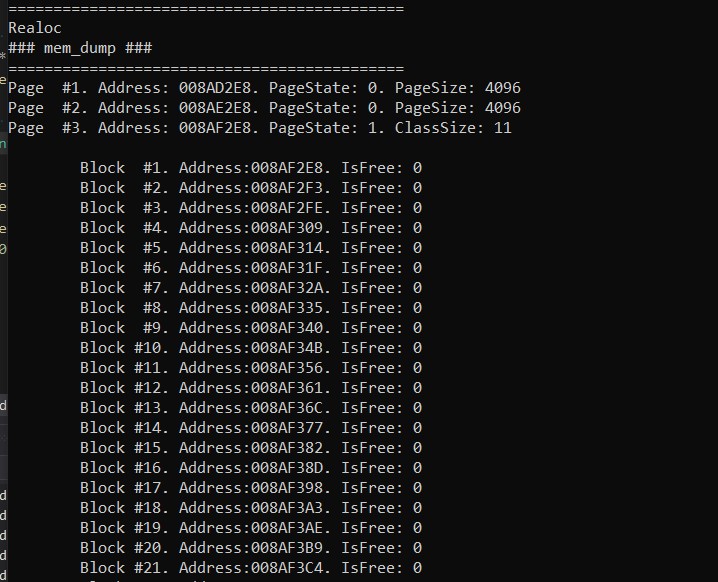 ============================================
Realoc
### mem_dump ###
============================================
Page  #1. Address: 008AD2E8. PageState: 0. PageSize: 4096
Page  #2. Address: 008AE2E8. PageState: 0. PageSize: 4096
Page  #3. Address: 008AF2E8. PageState: 1. ClassSize: 11
Block  #1. Address:008AF2E8. IsFree: 0
Block  #2. Address:008AF2F3. IsFree: 0
Block  #3. Address:008AF2FE. IsFree: 0
Block  #4. Address:008AF309. IsFree: 0
Block  #5. Address:008AF314. IsFree: 0
Block  #6. Address:008AF31F. IsFree: 0
Block  #7. Address:008AF32A. IsFree: 0
Block  #8. Address:008AF335. IsFree: 0
Block  #9. Address:008AF340. IsFree: 0
Block #10. Address:008AF34B. IsFree: 0
Block #11. Address:008AF356. IsFree: 0
Block #12. Address:008AF361. IsFree: 0
Block #13. Address:008AF36C. IsFree: 0
Block #14. Address:008AF377. IsFree: 0
Block #15. Address:008AF382. IsFree: 0
Block #16. Address:008AF38D. IsFree: 0
Block #17. Address:008AF398. IsFree: 0
Block #18. Address:008AF3A3. IsFree: 0
Block #19. Address:008AF3AE. IsFree: 0
Block #20. Address:008AF3B9. IsFree: 0
Block #21. Address:008AF3C4. IsFree: 0